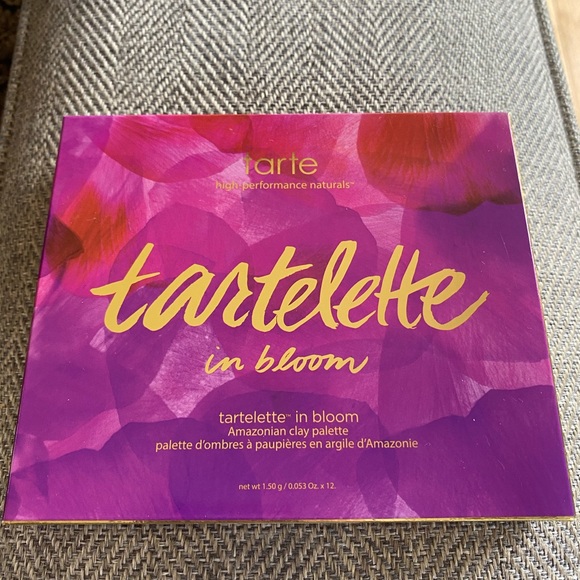 tarte
high-performance naturals™
tartelette
in bloom
tartelette™ in bloom
Amazonian clay palette
palette d'ombres à paupières en argile d'Amazonie
net wt 1.50 g / 0.053 Oz. x 12.